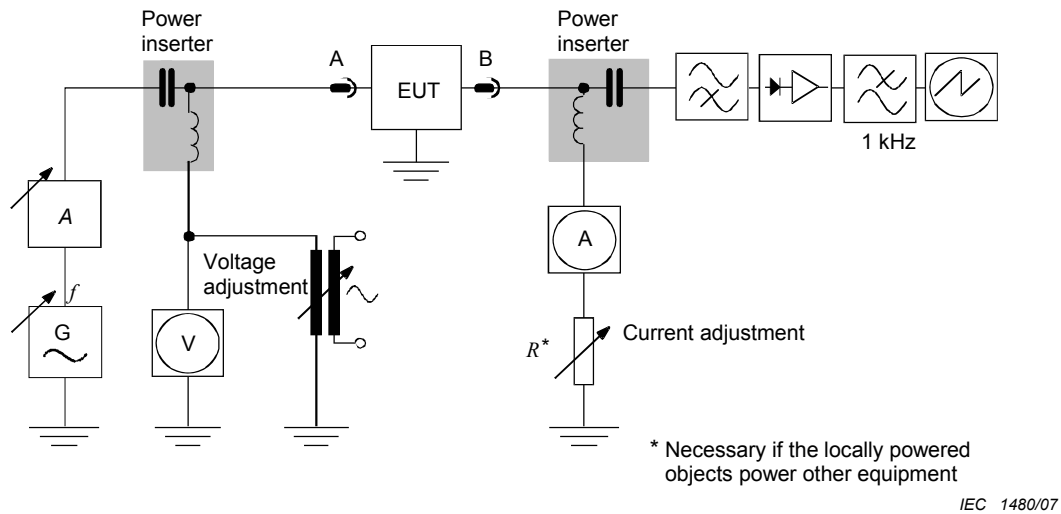 Power
inserter
Power
inserter
A
B
EUT
1 kHz
A
f
G
V
Voltage
adjustment
A
R*
Current adjustment
* Necessary if the locally powered
objects power other equipment
IEC 1480/07